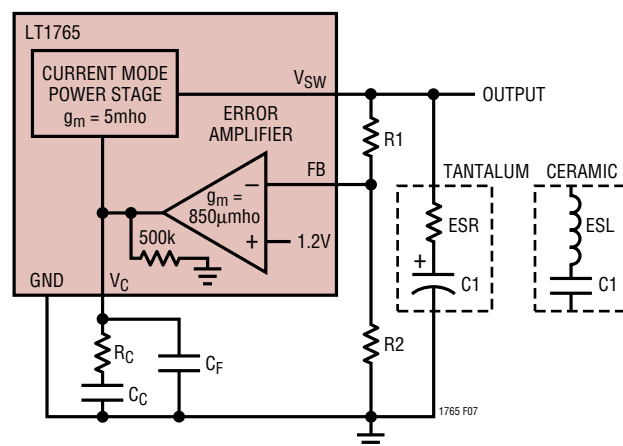 LT1765
CURRENT MODE
POWER STAGE
gm = 5mho
VSW
OUTPUT
ERROR
AMPLIFIER
R1
FB
TANTALUM
CERAMIC
–
gm =
850µmho
ESR
ESL
500k
+
1.2V
+
C1
C1
GND
VC
RC
CF
R2
CC
1765 F07